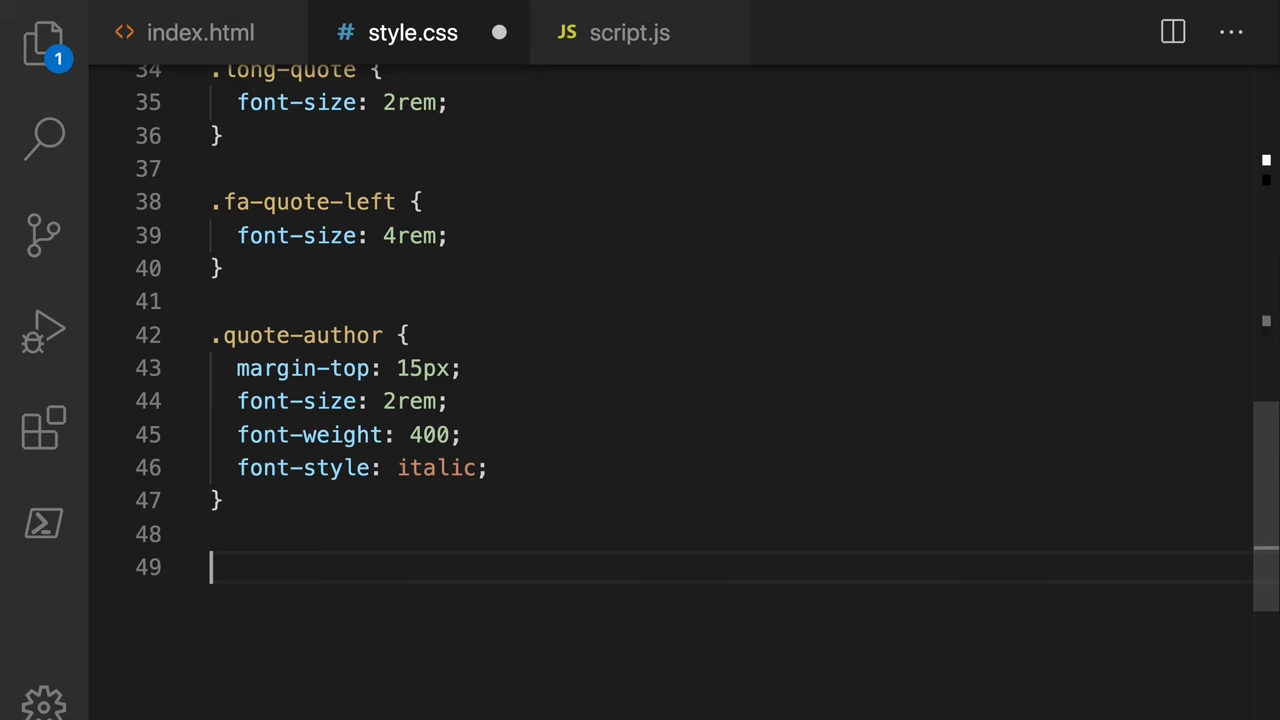 index.html
# style.css
JS script.js
1
34 .long-quote {
35 font-size: 2rem;
36 }
37
38 .fa-quote-left {
39 font-size: 4rem;
40 }
41
42 .quote-author {
43 margin-top: 15px;
44 font-size: 2rem;
45 font-weight: 400;
46 font-style: italic;
47 }
48
49